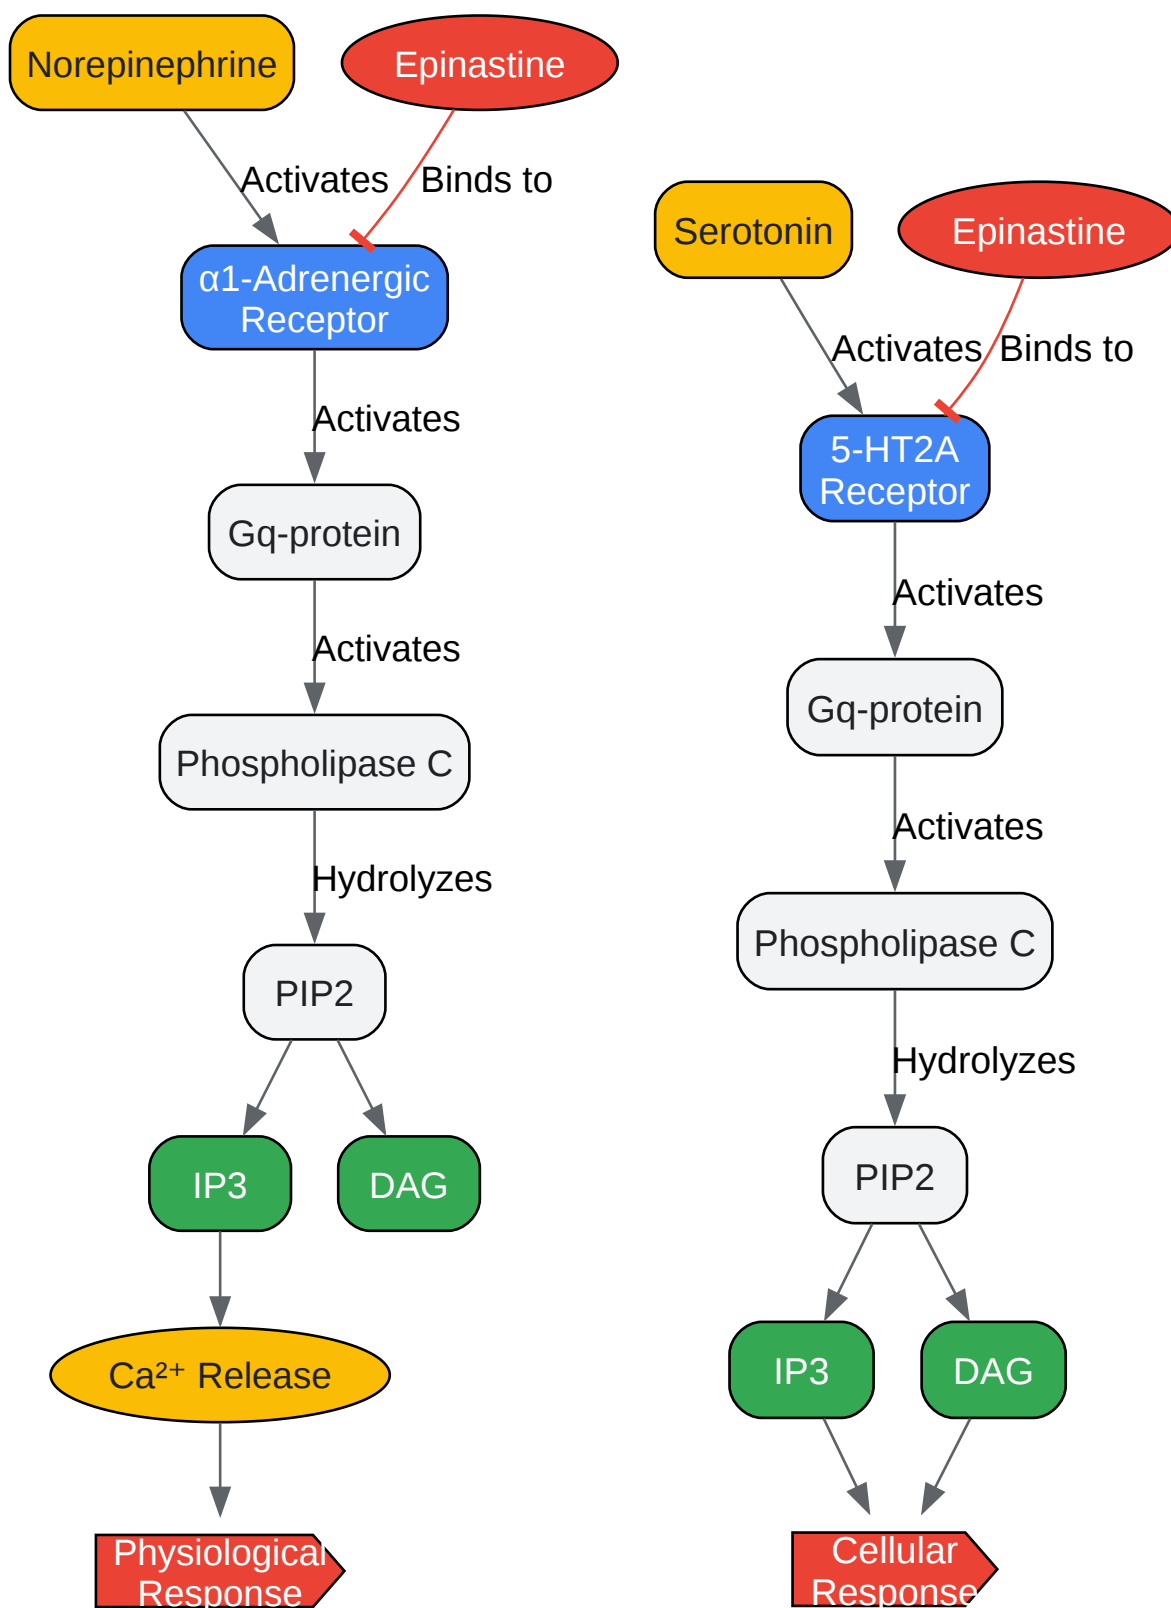 Norepinephrine
Epinastine
Activates
Binds to
α1-Adrenergic
Receptor
Activates
Gq-protein
Activates
Phospholipase C
Hydrolyzes
PIP2
IP3
DAG
Ca²⁺ Release
Physiological
Response
Serotonin
Epinastine
Activates
Binds to
5-HT2A
Receptor
Activates
Gq-protein
Activates
Phospholipase C
Hydrolyzes
PIP2
IP3
DAG
Cellular
Response